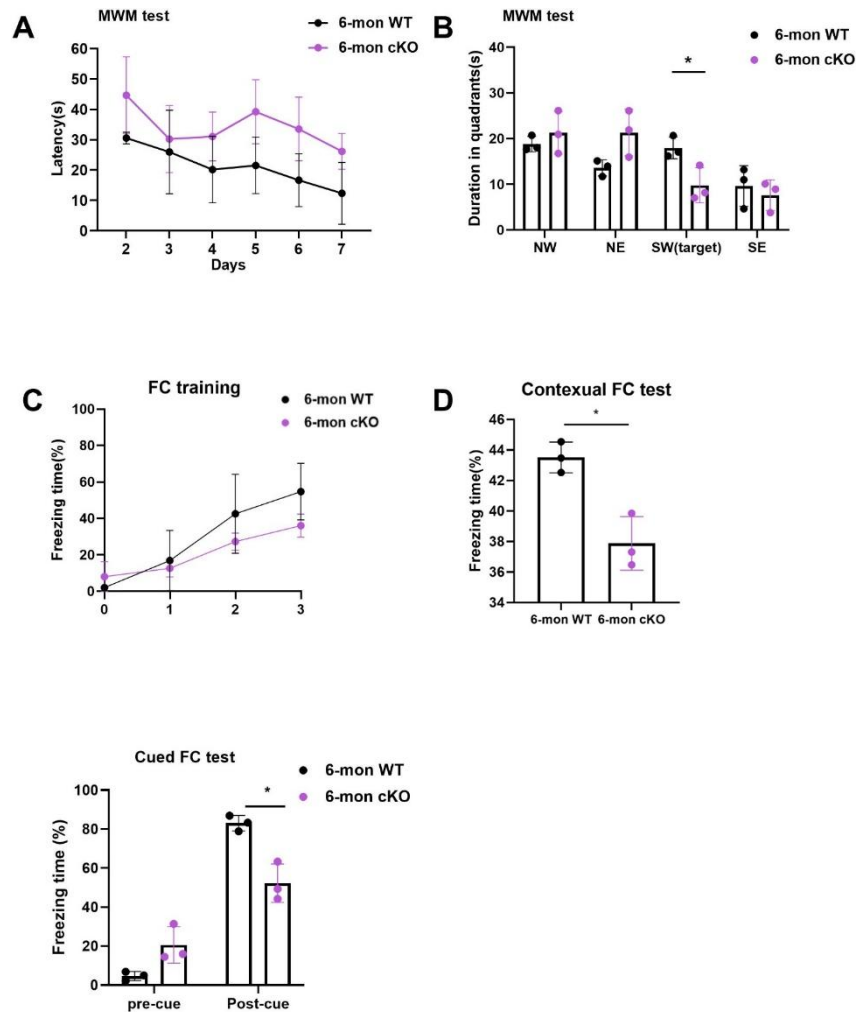 A
MWM test
6-mon WT
6-mon cKO
Latency(s)
60
50
40
30
20
10
0
2 3 4 5 6 7
Days
B
MWM test
6-mon WT
6-mon cKO
Duration in quadrants(s)
40
30
20
10
0
*
NW NE SW(target) SE
C
FC training
6-mon WT
6-mon cKO
Freezing time(%)
100
80
60
40
20
0
0 1 2 3
D
Contexual FC test
Freezing time(%)
46
44
42
40
38
36
34
*
6-mon WT 6-mon cKO
Cued FC test
6-mon WT
6-mon cKO
Freezing time (%)
100
80
60
40
20
0
*
pre-cue Post-cue